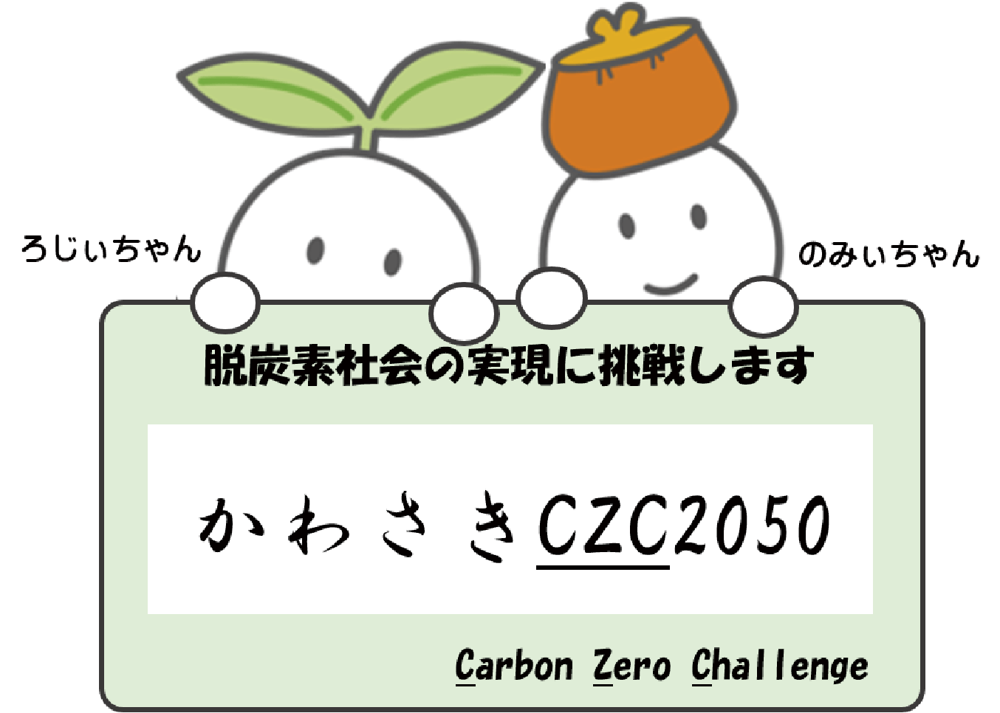 ろじぃちゃん
のみぃちゃん
脱炭素社会の実現に挑戦します
かわさきCZC2050
Carbon Zero Challenge